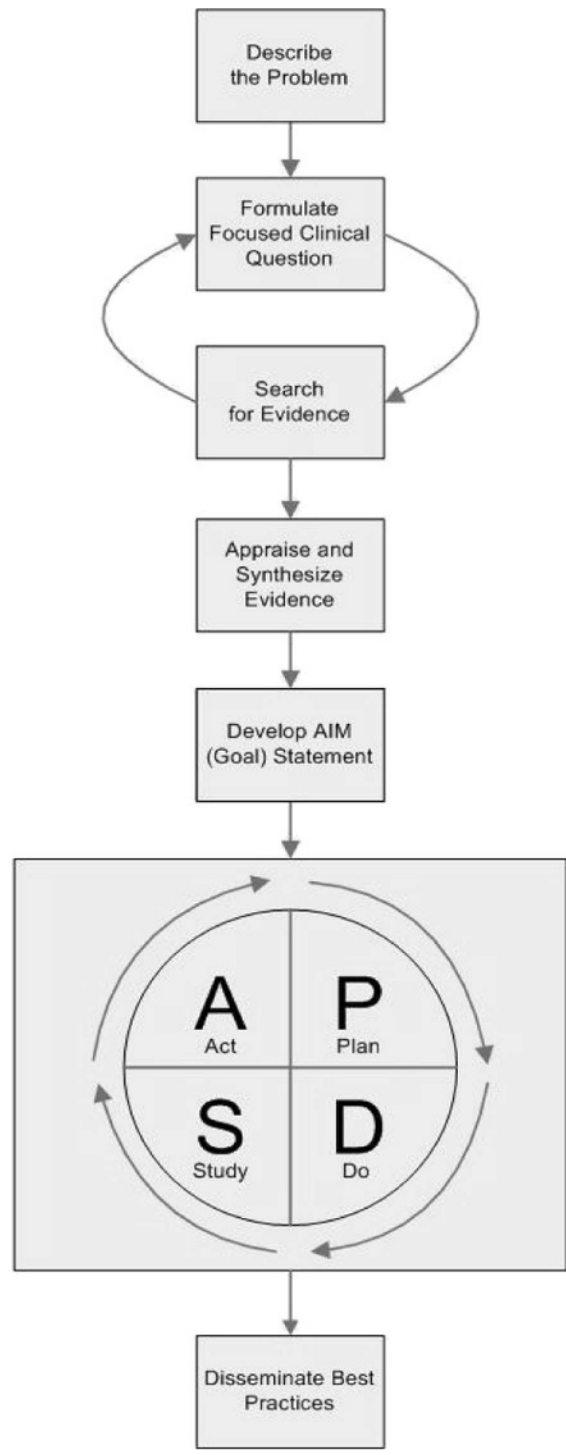 Describe
the Problem
Formulate
Focused Clinical
Question
Search
for Evidence
Appraise and
Synthesize
Evidence
Develop AIM
(Goal) Statement
A
Act
P
Plan
S
Study
D
Do
Disseminate Best
Practices